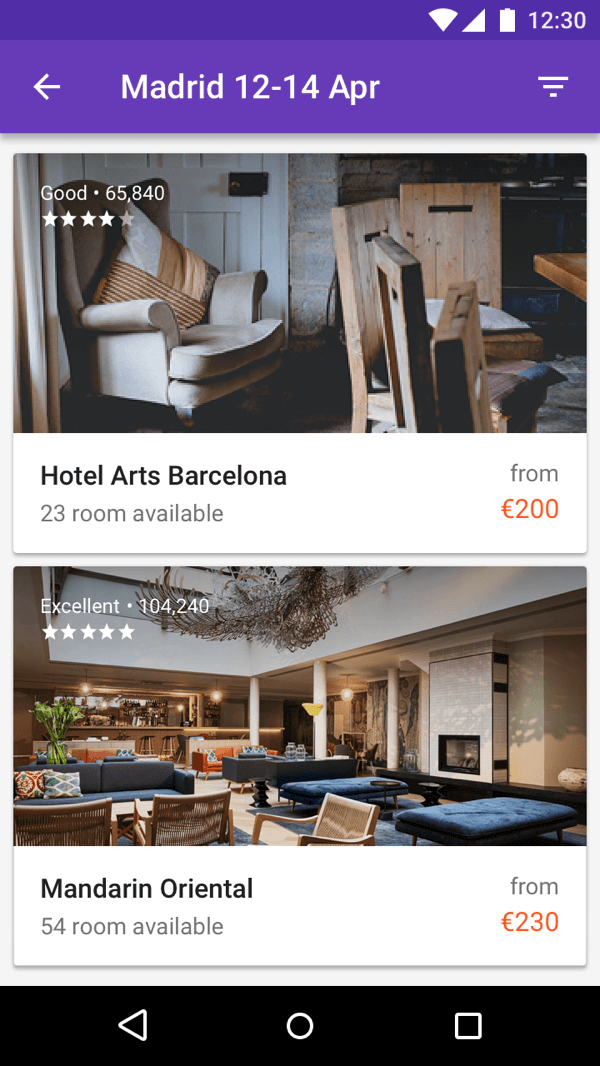 12:30
Madrid 12-14 Apr
Good • 65,840
Hotel Arts Barcelona
from
23 room available
€200
Excellent • 104,240
Mandarin Oriental
from
54 room available
€230